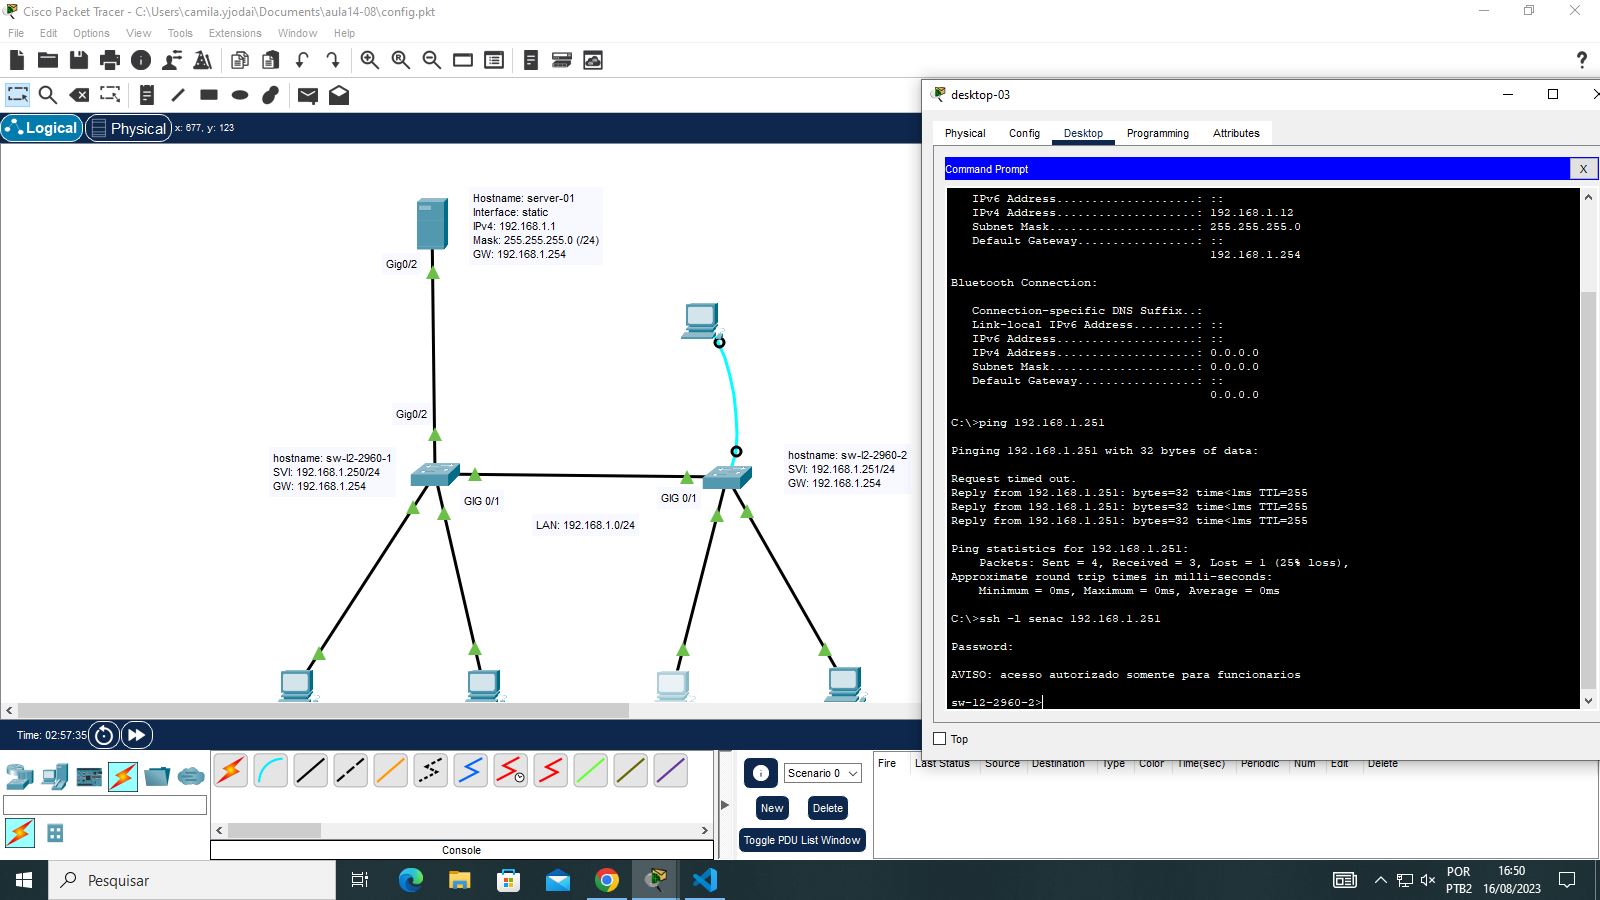 Cisco Packet Tracer - C:\Users\camila.yjodai\Documents\aula14-08\config.pkt
File Edit Options View Tools Extensions Window Help
?
Logical Physical x: 677, y: 123
Hostname: server-01
Interface: static
IPv4: 192.168.1.1
Mask: 255.255.255.0 (/24)
GW: 192.168.1.254
Gig0/2
Gig0/2
hostname: sw-l2-2960-1
SVI: 192.168.1.250/24
GW: 192.168.1.254
hostname: sw-l2-2960-2
SVI: 192.168.1.251/24
GW: 192.168.1.254
GIG 0/1
GIG 0/1
LAN: 192.168.1.0/24
desktop-03
Physical Config Desktop Programming Attributes
Command Prompt X
IPv6 Address....................: ::
IPv4 Address....................: 192.168.1.12
Subnet Mask.....................: 255.255.255.0
Default Gateway.................: ::
192.168.1.254
Bluetooth Connection:
Connection-specific DNS Suffix..:
Link-local IPv6 Address.........: ::
IPv6 Address....................: ::
IPv4 Address....................: 0.0.0.0
Subnet Mask.....................: 0.0.0.0
Default Gateway.................: ::
0.0.0.0
C:\>ping 192.168.1.251
Pinging 192.168.1.251 with 32 bytes of data:
Request timed out.
Reply from 192.168.1.251: bytes=32 time<1ms TTL=255
Reply from 192.168.1.251: bytes=32 time<1ms TTL=255
Reply from 192.168.1.251: bytes=32 time<1ms TTL=255
Ping statistics for 192.168.1.251:
Packets: Sent = 4, Received = 3, Lost = 1 (25% loss),
Approximate round trip times in milli-seconds:
Minimum = 0ms, Maximum = 0ms, Average = 0ms
C:\>ssh -l senac 192.168.1.251
Password:
AVISO: acesso autorizado somente para funcionarios
sw-l2-2960-2>
Top
Time: 02:57:35
Scenario 0
New Delete
Toggle PDU List Window
Fire Last Status Source Destination Type Color Time(sec) Periodic Num Edit Delete
Console
Pesquisar
POR
PTB2
16:50
16/08/2023